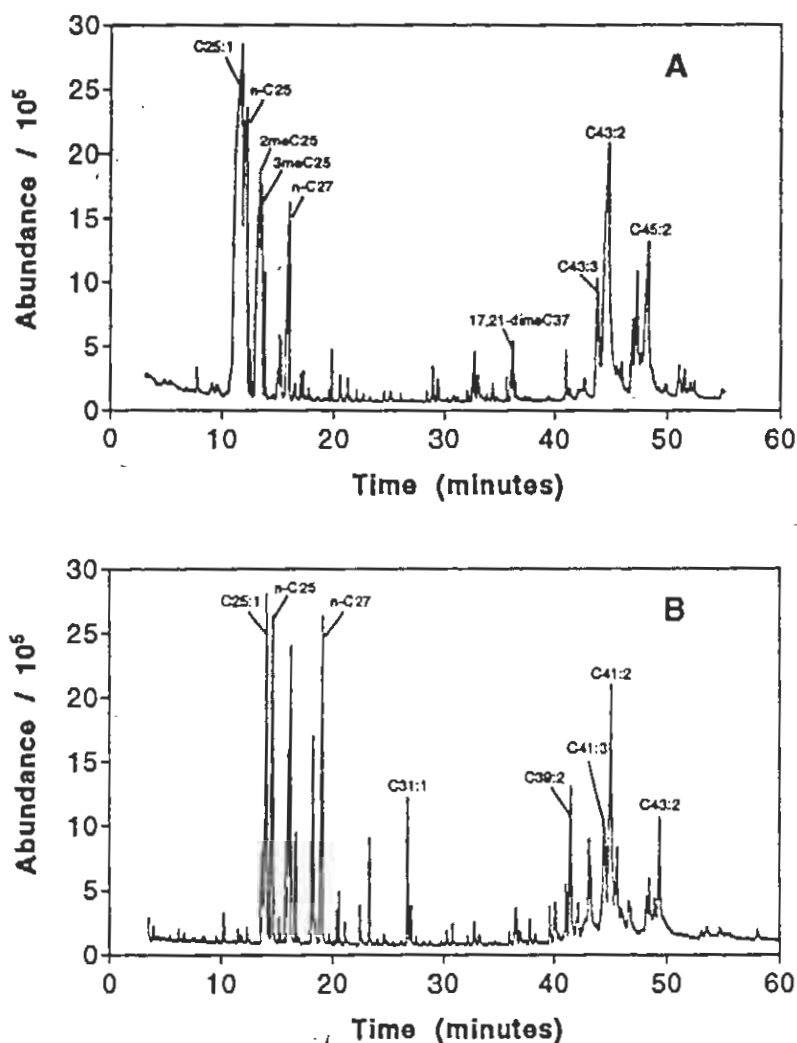 30
25
20
15
10
5
0
Abundance / 10⁵
A
C25:1
n-C25
2meC25
3meC25
n-C27
17,21-dimeC37
C43:3
C43:2
C45:2
0 10 20 30 40 50 60
Time (minutes)
30
25
20
15
10
5
0
Abundance / 10⁵
B
C25:1
n-C25
n-C27
C31:1
C39:2
C41:3
C41:2
C43:2
0 10 20 30 40 50 60
Time (minutes)